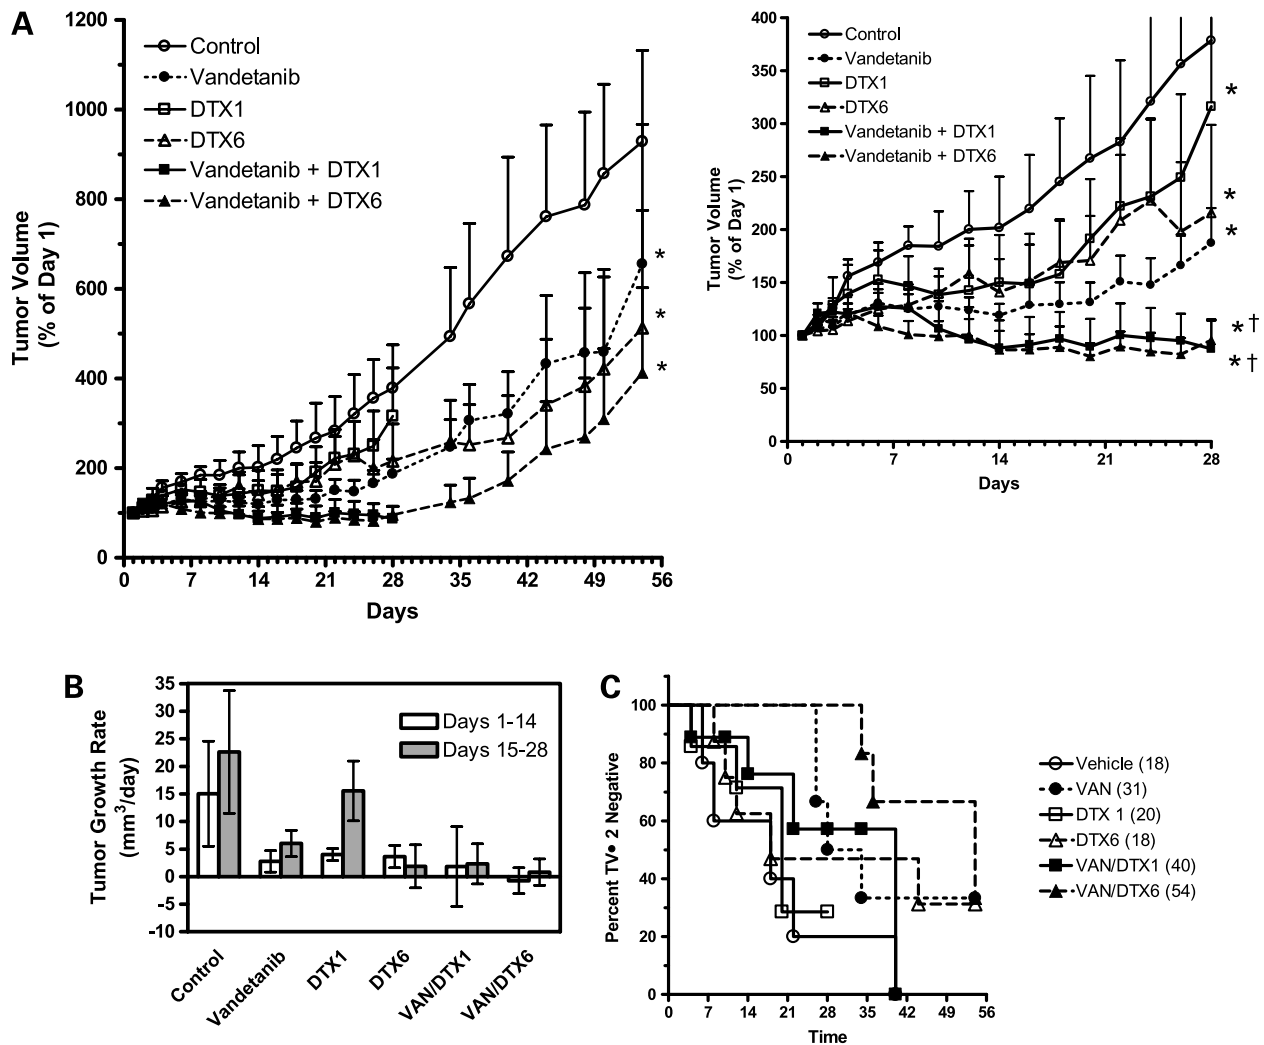 A
1200
1000
800
600
400
200
0
Tumor Volume
(% of Day 1)
Control
Vandetanib
DTX1
DTX6
Vandetanib + DTX1
Vandetanib + DTX6
*
*
*
0 7 14 21 28 35 42 49 56
Days
400
350
300
250
200
150
100
50
0
Tumor Volume
(% of Day 1)
Control
Vandetanib
DTX1
DTX6
Vandetanib + DTX1
Vandetanib + DTX6
*
*
*
*†
*†
0 7 14 21 28
Days
B
35
30
25
20
15
10
5
0
-5
-10
Tumor Growth Rate
(mm³/day)
Days 1-14
Days 15-28
Control
Vandetanib
DTX1
DTX6
VAN/DTX1
VAN/DTX6
C
100
80
60
40
20
0
Percent TV• 2 Negative
0 7 14 21 28 35 42 49 56
Time
Vehicle (18)
VAN (31)
DTX 1 (20)
DTX6 (18)
VAN/DTX1 (40)
VAN/DTX6 (54)